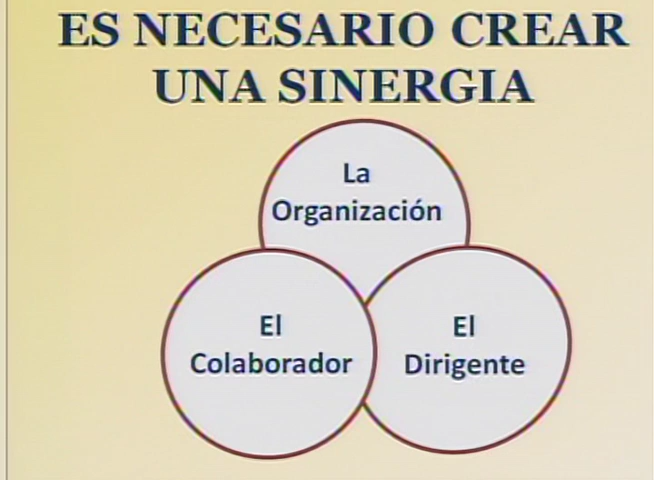 ES NECESARIO CREAR
UNA SINERGIA
La
Organización
El
Colaborador
El
Dirigente